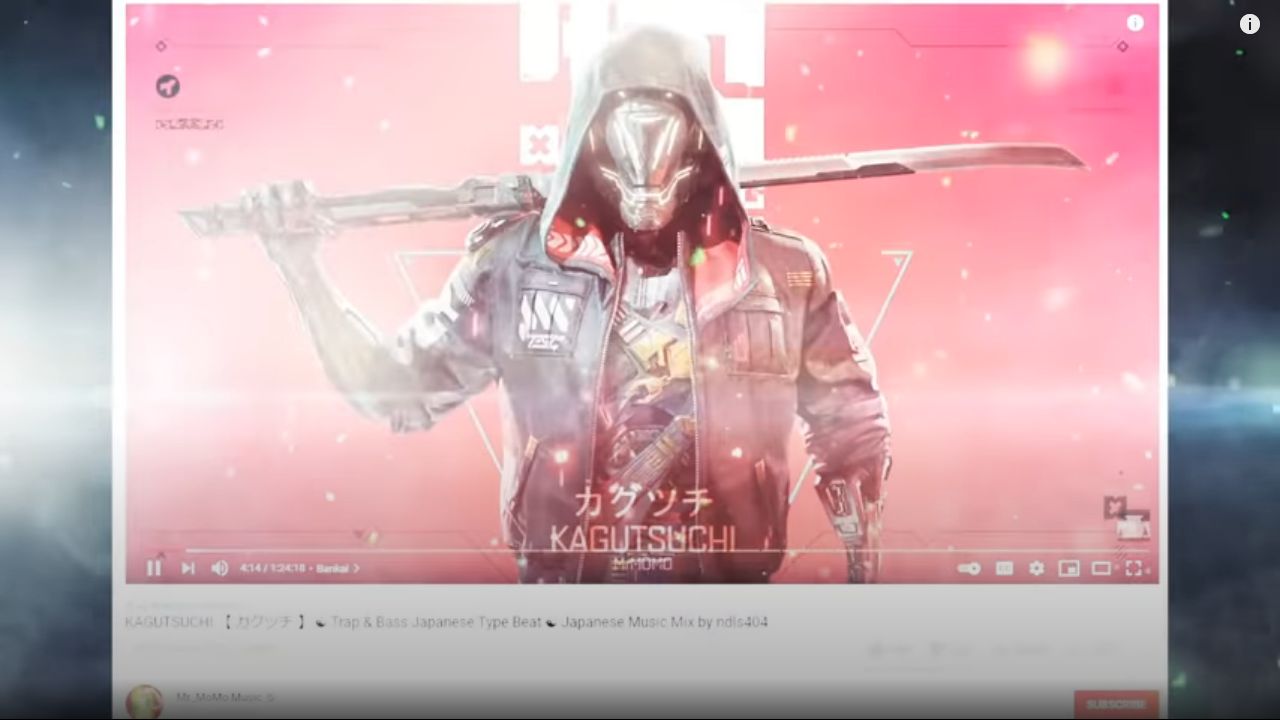 カグツチ
KAGUTSUCHI
MrMOMO
4:14 / 1:24:18 • Bankai >
KAGUTSUCHI 【 カグツチ 】 ☯ Trap & Bass Japanese Type Beat ☯ Japanese Music Mix by ndls404
Mr_MoMo Music
SUBSCRIBE